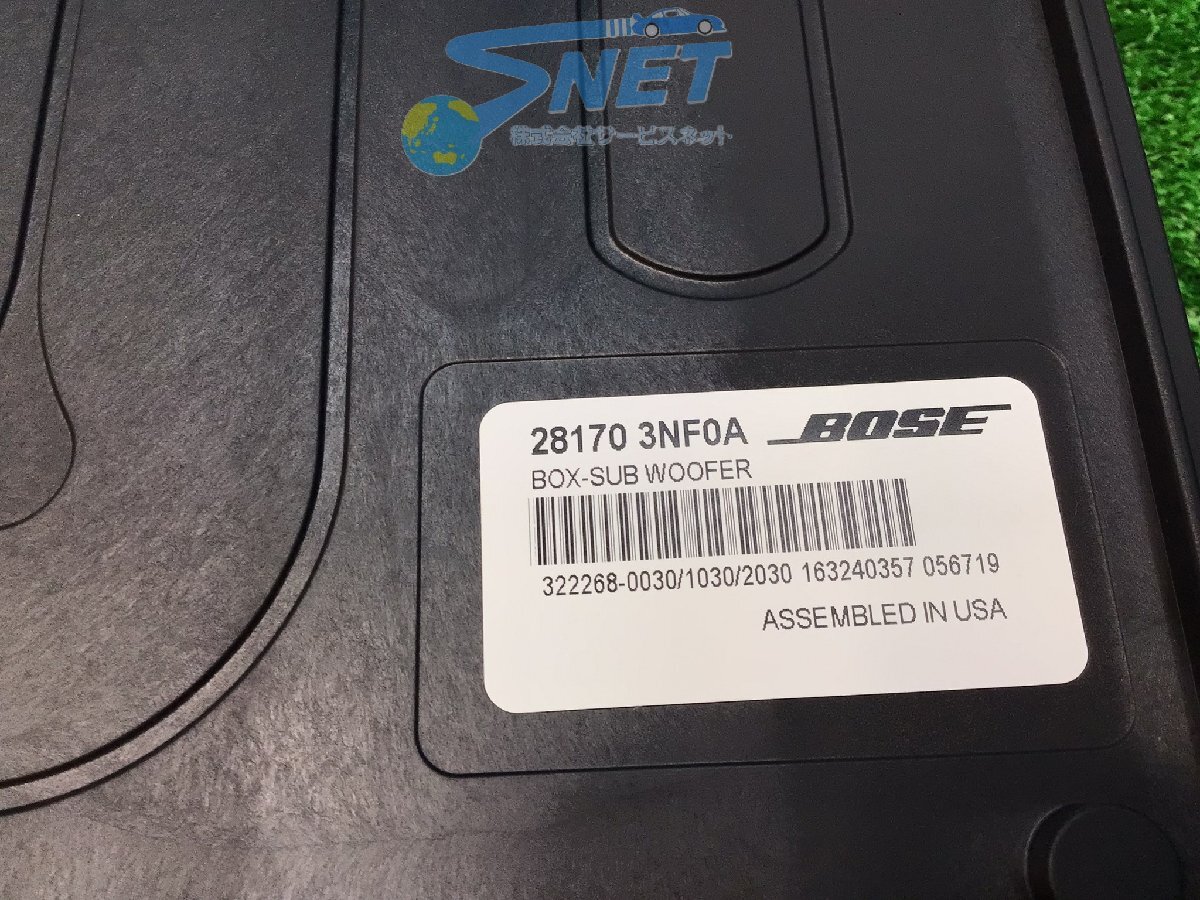 SNET
株式会社サービスネット
28170 3NF0A BOSE
BOX-SUB WOOFER
322268-0030/1030/2030 163240357 056719
ASSEMBLED IN USA